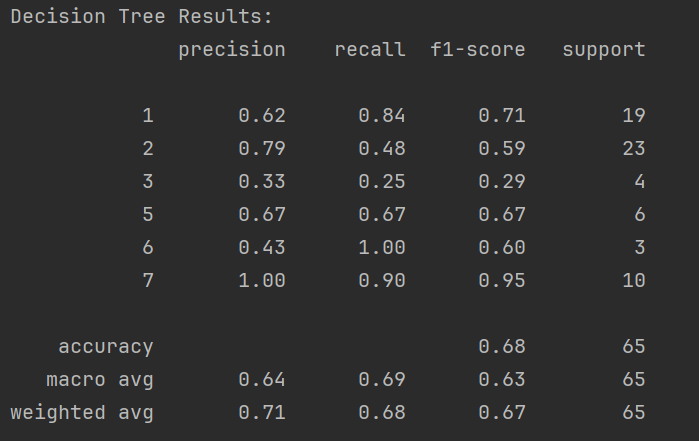 Decision Tree Results:
precision recall f1-score support
1 0.62 0.84 0.71 19
2 0.79 0.48 0.59 23
3 0.33 0.25 0.29 4
5 0.67 0.67 0.67 6
6 0.43 1.00 0.60 3
7 1.00 0.90 0.95 10
accuracy 0.68 65
macro avg 0.64 0.69 0.63 65
weighted avg 0.71 0.68 0.67 65